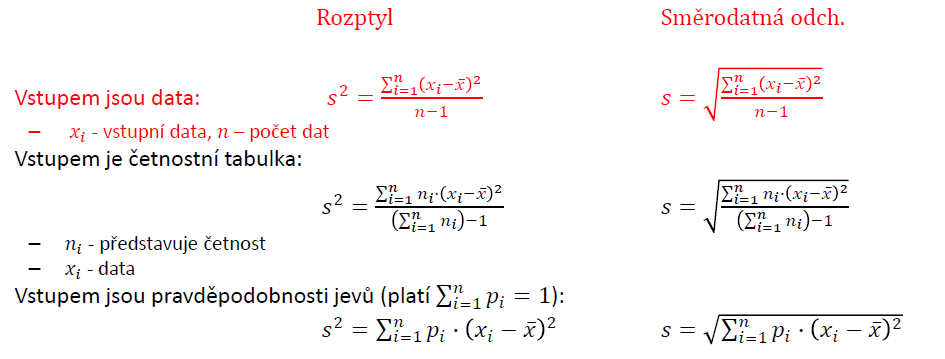 Rozptyl Směrodatná odch.
Vstupem jsou data: $s^2 = \frac{\sum_{i=1}^{n}(x_i-\bar{x})^2}{n-1}$ $s = \sqrt{\frac{\sum_{i=1}^{n}(x_i-\bar{x})^2}{n-1}}$
– $x_i$ - vstupní data, $n$ – počet dat
Vstupem je četnostní tabulka:
$s^2 = \frac{\sum_{i=1}^{n} n_i \cdot (x_i-\bar{x})^2}{(\sum_{i=1}^{n} n_i)-1}$ $s = \sqrt{\frac{\sum_{i=1}^{n} n_i \cdot (x_i-\bar{x})^2}{(\sum_{i=1}^{n} n_i)-1}}$
– $n_i$ - představuje četnost
– $x_i$ - data
Vstupem jsou pravděpodobnosti jevů (platí $\sum_{i=1}^{n} p_i = 1$):
$s^2 = \sum_{i=1}^{n} p_i \cdot (x_i - \bar{x})^2$ $s = \sqrt{\sum_{i=1}^{n} p_i \cdot (x_i - \bar{x})^2}$